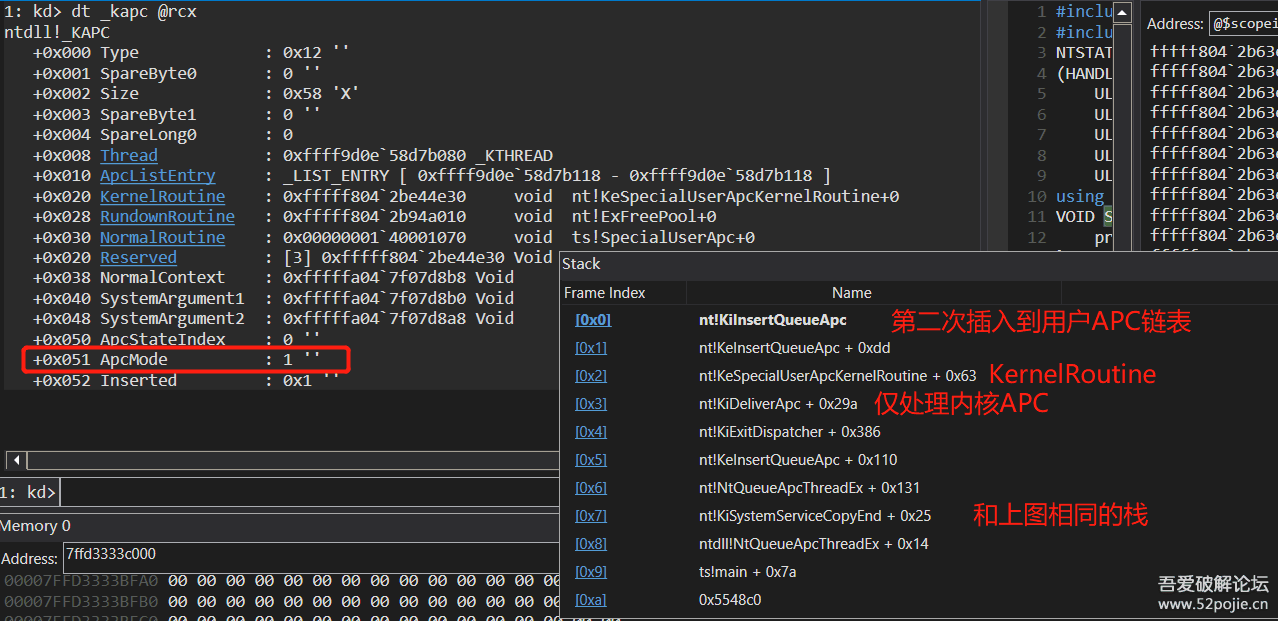 1: kd> dt _kapc @rcx
ntdll!_KAPC
+0x000 Type : 0x12 ''
+0x001 SpareByte0 : 0 ''
+0x002 Size : 0x58 'X'
+0x003 SpareByte1 : 0 ''
+0x004 SpareLong0 : 0
+0x008 Thread : 0xffff9d0e`58d7b080 _KTHREAD
+0x010 ApcListEntry : _LIST_ENTRY [ 0xffff9d0e`58d7b118 - 0xffff9d0e`58d7b118 ]
+0x020 KernelRoutine : 0xfffff804`2be44e30 void nt!KeSpecialUserApcKernelRoutine+0
+0x028 RundownRoutine : 0xfffff804`2b94a010 void nt!ExFreePool+0
+0x030 NormalRoutine : 0x00000001`40001070 void ts!SpecialUserApc+0
+0x020 Reserved : [3] 0xfffff804`2be44e30 Void
+0x038 NormalContext : 0xfffffa04`7f07d8b8 Void
+0x040 SystemArgument1 : 0xfffffa04`7f07d8b0 Void
+0x048 SystemArgument2 : 0xfffffa04`7f07d8a8 Void
+0x050 ApcStateIndex : 0 ''
+0x051 ApcMode : 1 ''
+0x052 Inserted : 0x1 ''
1: kd>
Memory 0
Address: 7ffd3333c000
00007FFD3333BFA0 00 00 00 00 00 00 00 00 00 00 00 00 00 00
00007FFD3333BFB0 00 00 00 00 00 00 00 00 00 00 00 00 00 00
1 #inclu
2 #inclu
3 NTSTAT
4 (HANDL
5 UL
6 UL
7 UL
8 UL
9 UL
10 using
11 VOID S
12 pr
Address: @$scopei
fffff804`2b63
fffff804`2b63
fffff804`2b63
fffff804`2b63
fffff804`2b63
fffff804`2b63
fffff804`2b63
fffff804`2b63
fffff804`2b63
fffff804`2b63
Stack
Frame Index Name
[0x0] nt!KiInsertQueueApc 第二次插入到用户APC链表
[0x1] nt!KeInsertQueueApc + 0xdd
[0x2] nt!KeSpecialUserApcKernelRoutine + 0x63 KernelRoutine
[0x3] nt!KiDeliverApc + 0x29a 仅处理内核APC
[0x4] nt!KiExitDispatcher + 0x386
[0x5] nt!KeInsertQueueApc + 0x110
[0x6] nt!NtQueueApcThreadEx + 0x131
[0x7] nt!KiSystemServiceCopyEnd + 0x25 和上图相同的栈
[0x8] ntdll!NtQueueApcThreadEx + 0x14
[0x9] ts!main + 0x7a
[0xa] 0x5548c0
吾爱破解论坛
www.52pojie.cn